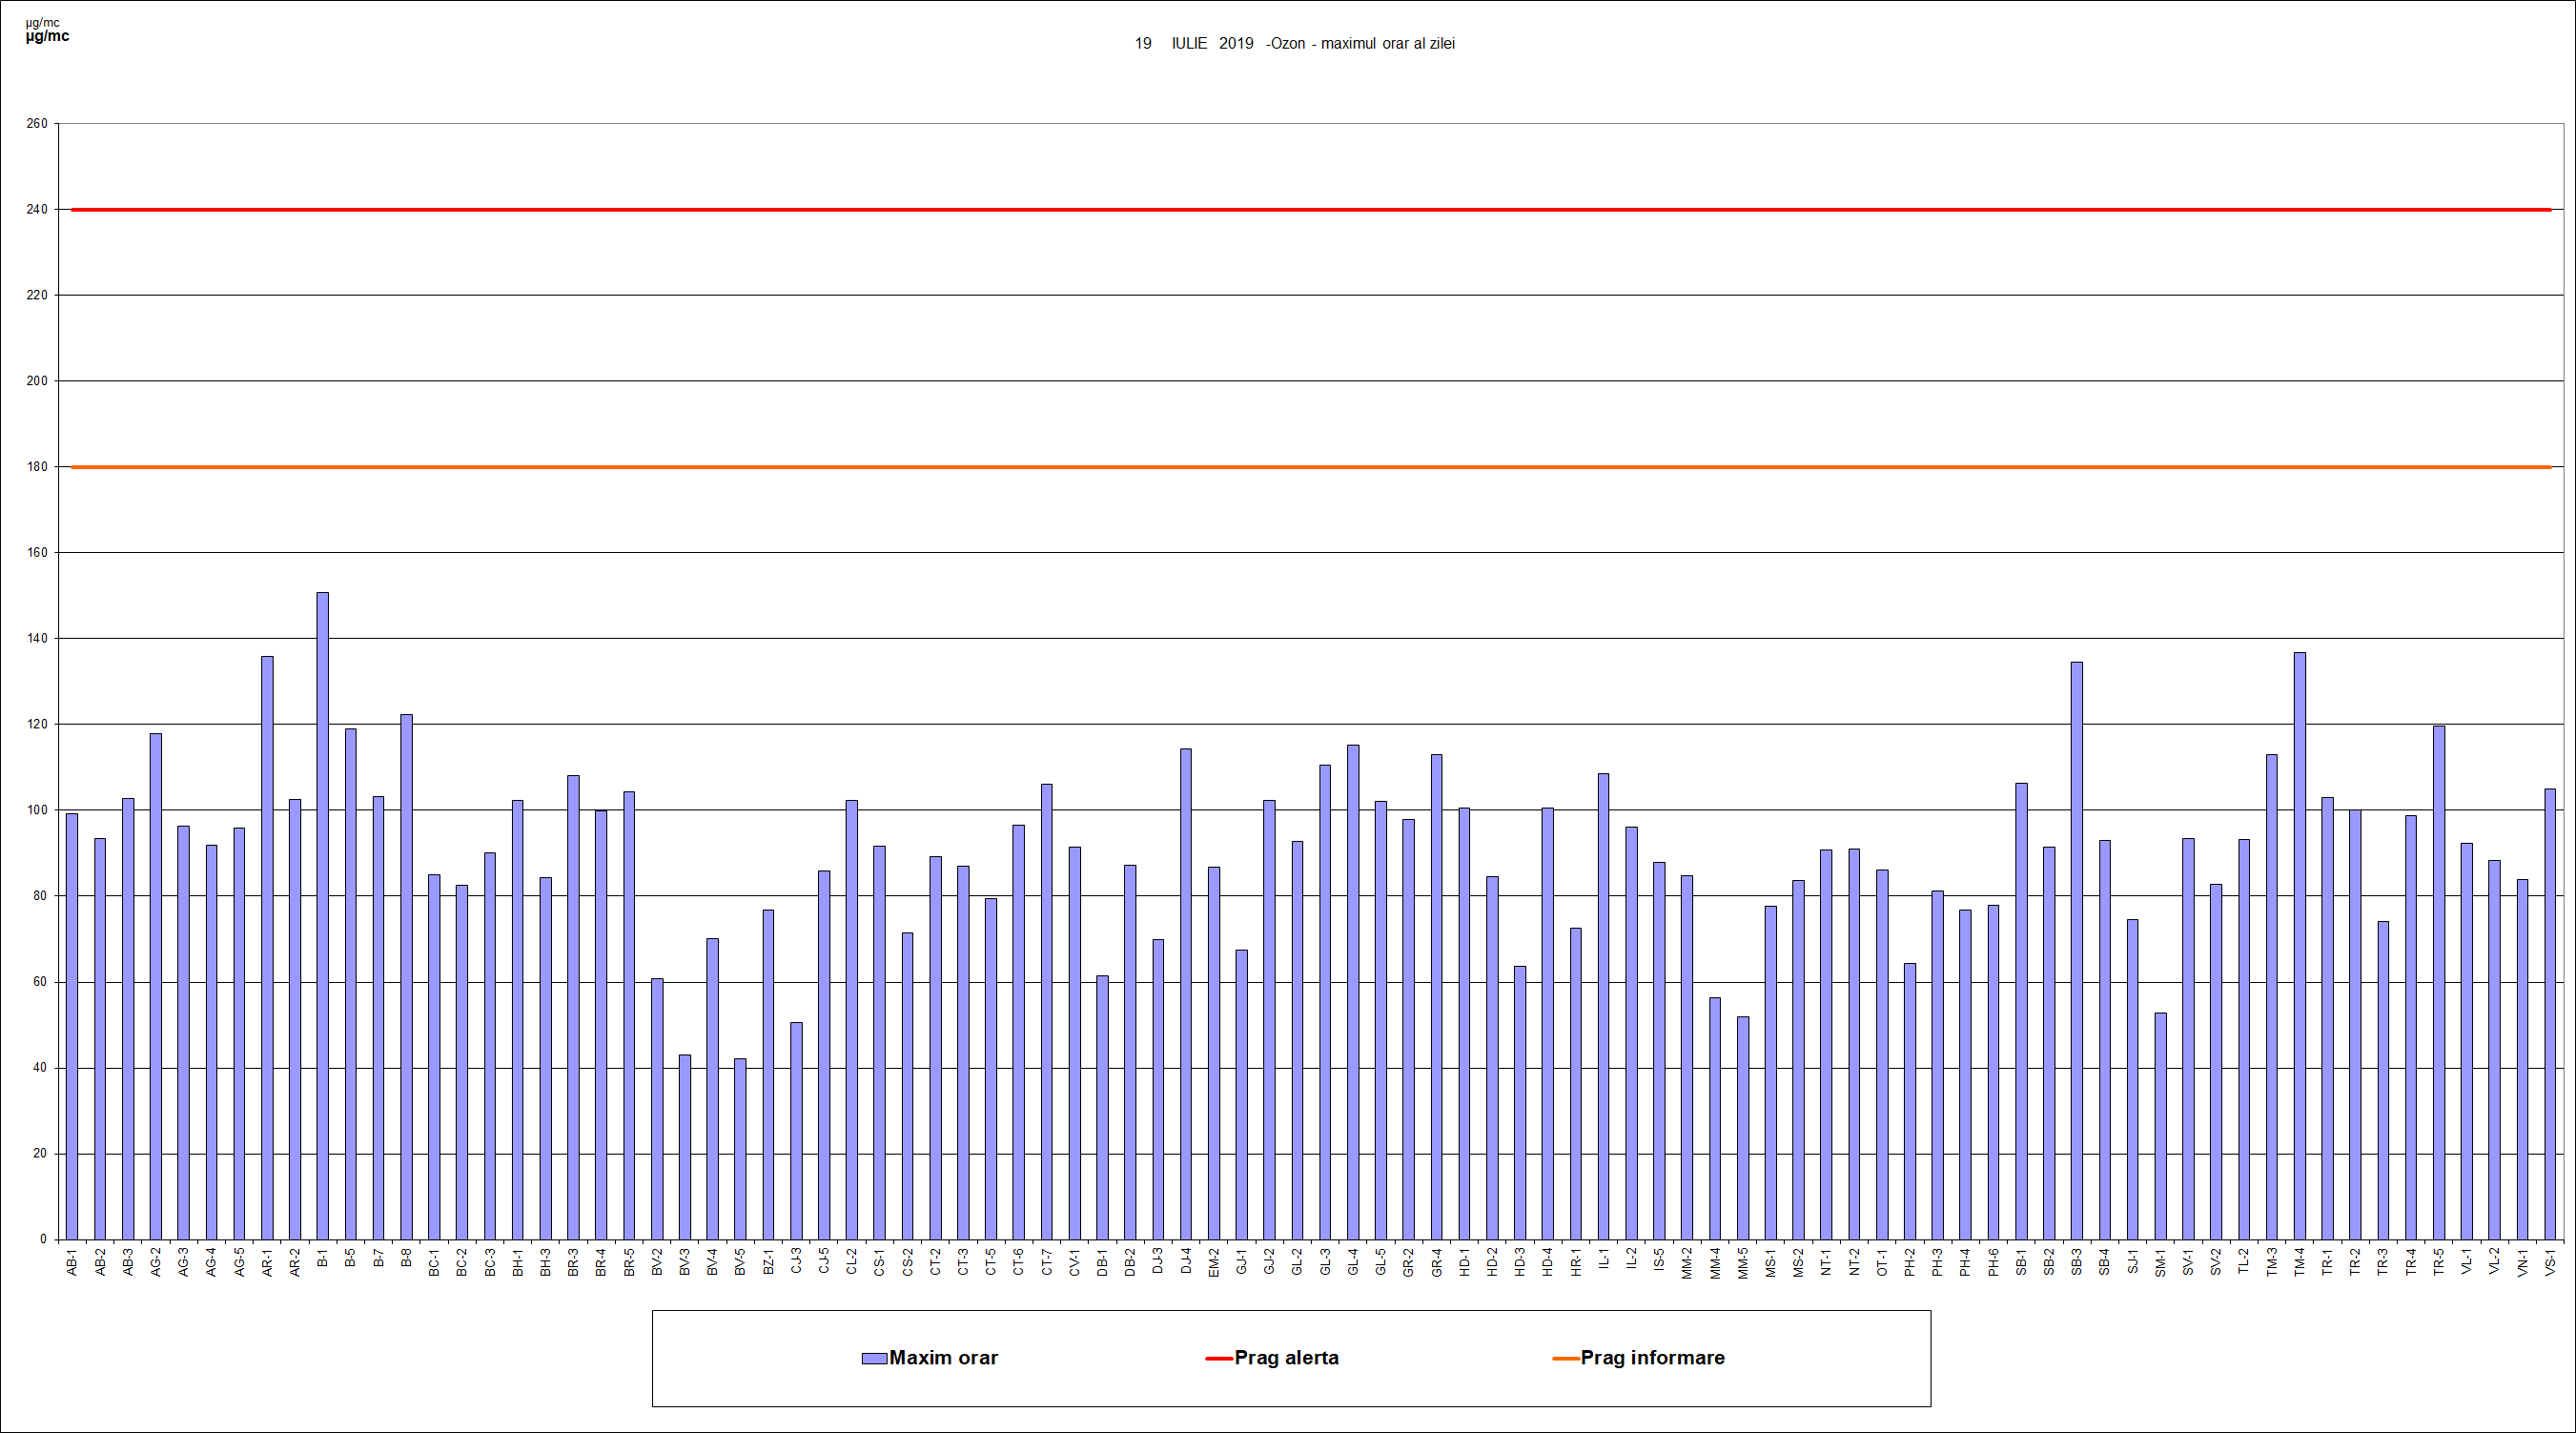 µg/mc
µg/mc
19 IULIE 2019 -Ozon - maximul orar al zilei
260
240
220
200
180
160
140
120
100
80
60
40
20
0
AB-1 AB-2 AB-3 AG-2 AG-3 AG-4 AG-5 AR-1 AR-2 B-1 B-5 B-7 B-8 BC-1 BC-2 BC-3 BH-1 BH-3 BR-3 BR-4 BR-5 BV-2 BV-3 BV-4 BV-5 BZ-1 CJ-3 CJ-5 CL-2 CS-1 CS-2 CT-2 CT-3 CT-5 CT-6 CT-7 CV-1 DB-1 DB-2 DJ-3 DJ-4 EM-2 GJ-1 GJ-2 GL-2 GL-3 GL-4 GL-5 GR-2 GR-4 HD-1 HD-2 HD-3 HD-4 HR-1 IL-1 IL-2 IS-5 MM-2 MM-4 MM-5 MS-1 MS-2 NT-1 NT-2 OT-1 PH-2 PH-3 PH-4 PH-6 SB-1 SB-2 SB-3 SB-4 SJ-1 SM-1 SV-1 SV-2 TL-2 TM-3 TM-4 TR-1 TR-2 TR-3 TR-4 TR-5 VL-1 VL-2 VN-1 VS-1
Maxim orar Prag alerta Prag informare